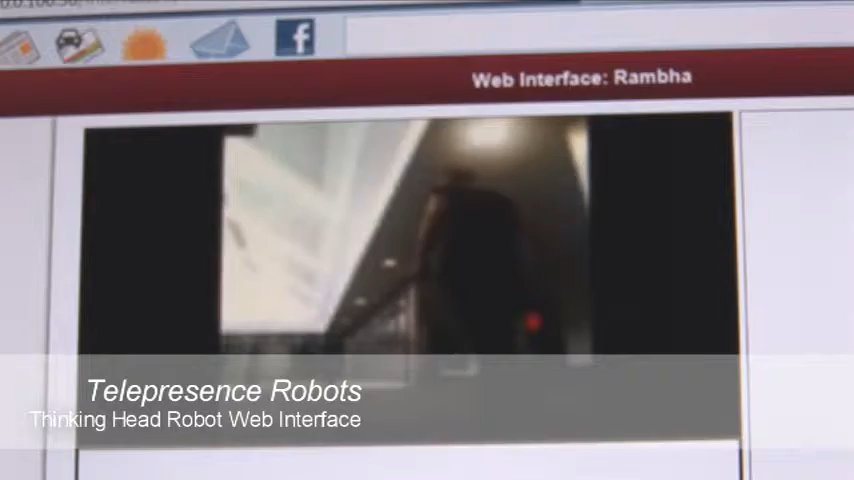 Web Interface: Rambha
Telepresence Robots
Thinking Head Robot Web Interface